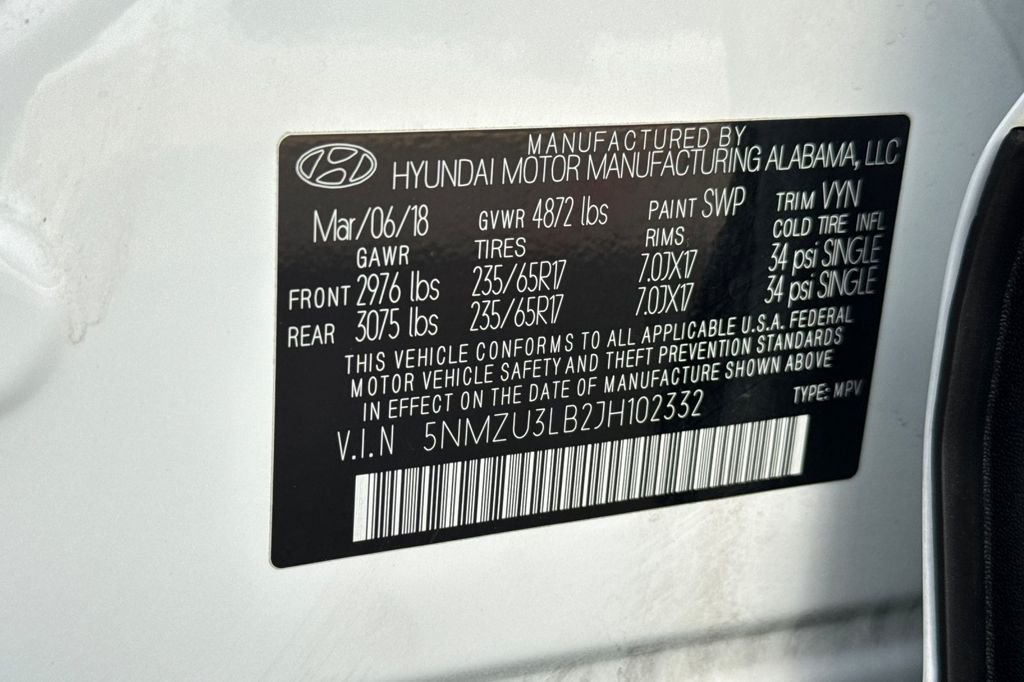 MANUFACTURED BY
HYUNDAI MOTOR MANUFACTURING ALABAMA, LLC
Mar/06/18 GVWR 4872 lbs PAINT SWP TRIM VYN
GAWR TIRES RIMS COLD TIRE INFL
FRONT 2976 lbs 235/65R17 7.0JX17 34 psi SINGLE
REAR 3075 lbs 235/65R17 7.0JX17 34 psi SINGLE
THIS VEHICLE CONFORMS TO ALL APPLICABLE U.S.A. FEDERAL
MOTOR VEHICLE SAFETY AND THEFT PREVENTION STANDARDS
IN EFFECT ON THE DATE OF MANUFACTURE SHOWN ABOVE
V.I.N 5NMZU3LB2JH102332 TYPE: MPV